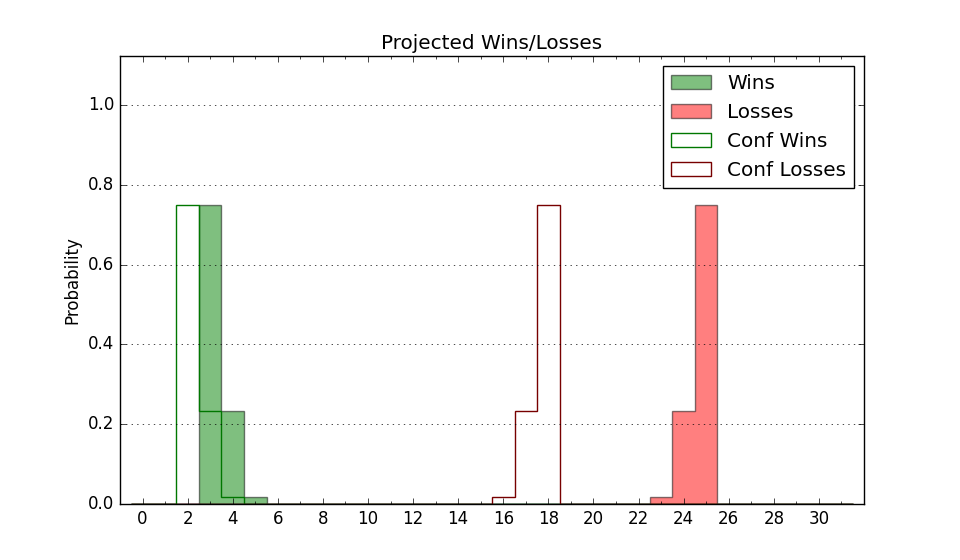 Projected Wins/Losses
Wins
Losses
Conf Wins
Conf Losses
Probability
1.0
0.8
0.6
0.4
0.2
0.0
0 2 4 6 8 10 12 14 16 18 20 22 24 26 28 30